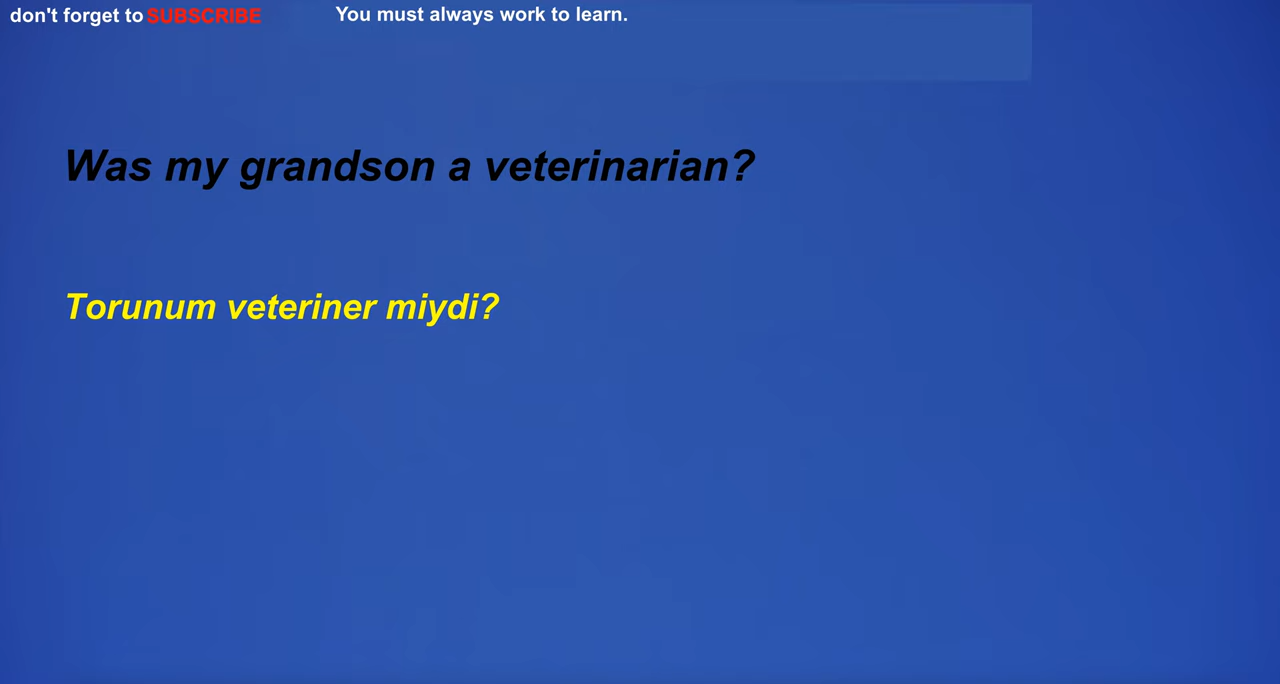 don't forget to SUBSCRIBE You must always work to learn.
Was my grandson a veterinarian?
Torunum veteriner miydi?